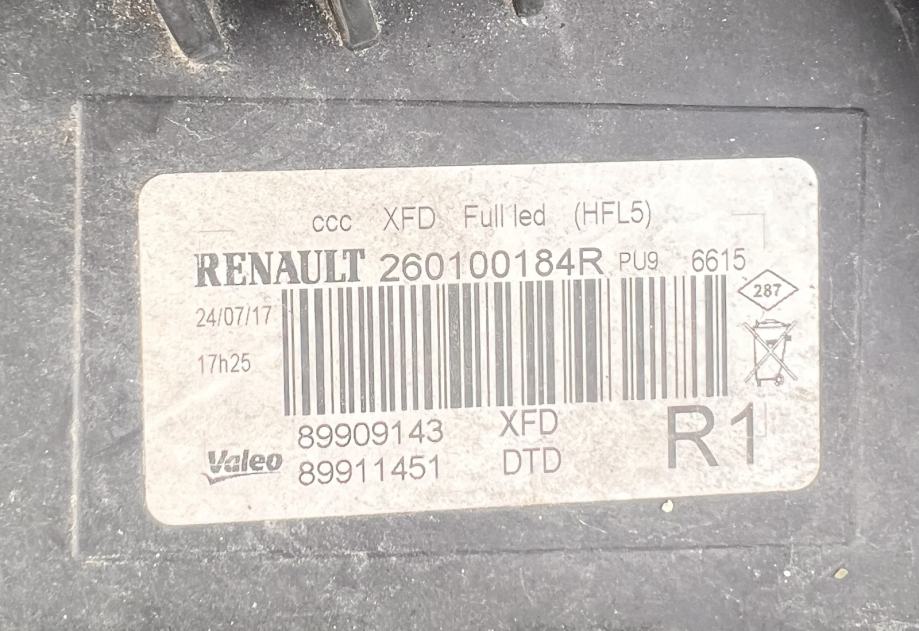 ccc XFD Full led (HFL5)
RENAULT 260100184R PU9 6615
24/07/17
287
17h25
89909143 XFD
R1
Valeo
89911451 DTD